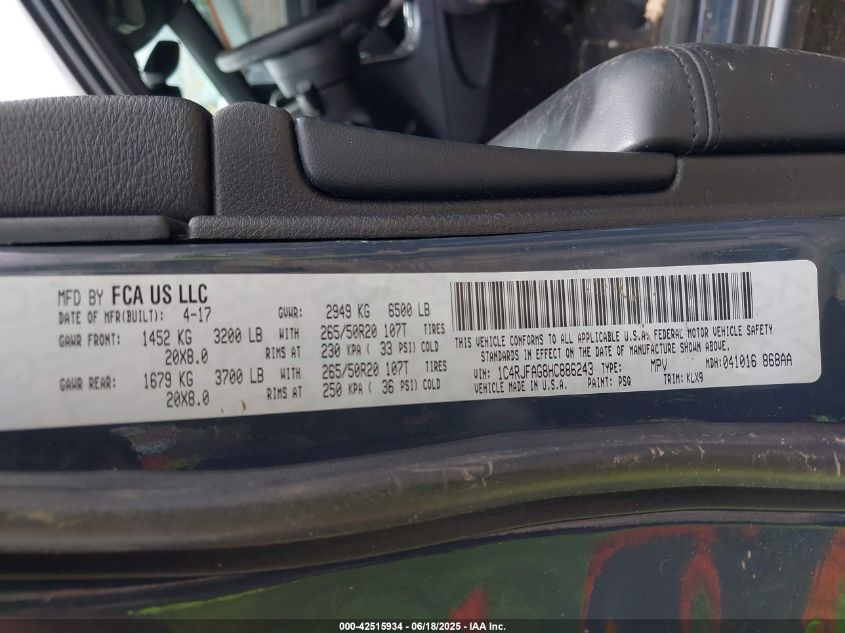 MFD BY FCA US LLC
DATE OF MFR(BUILT): 4-17 GVWR: 2949 KG 6500 LB
GAWR FRONT: 1452 KG 3200 LB WITH 265/50R20 107T TIRES
20X8.0 RIMS AT 230 KPA ( 33 PSI) COLD
GAWR REAR: 1679 KG 3700 LB WITH 265/50R20 107T TIRES
20X8.0 RIMS AT 250 KPA ( 36 PSI) COLD
THIS VEHICLE CONFORMS TO ALL APPLICABLE U.S.A. FEDERAL MOTOR VEHICLE SAFETY
STANDARDS IN EFFECT ON THE DATE OF MANUFACTURE SHOWN ABOVE.
VIN: 1C4RJFAG8HC886243 TYPE: MPV MDH: 041016 868AA
VEHICLE MADE IN U.S.A. PAINT: PSQ TRIM: KLX9
000-42515934 - 06/18/2025 - IAA Inc.